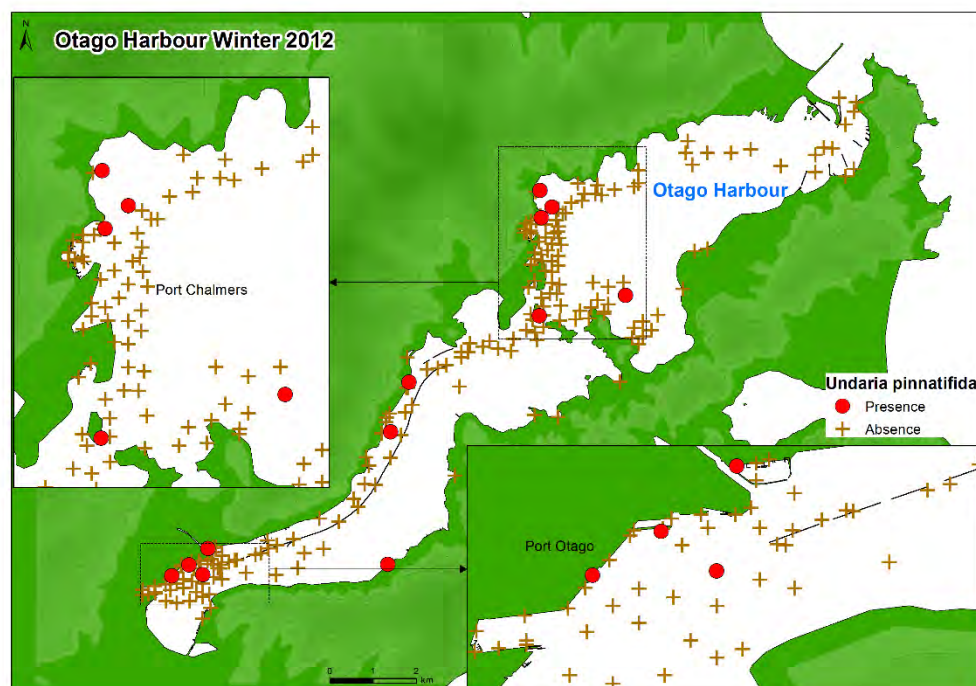 N
Otago Harbour Winter 2012
Otago Harbour
Port Chalmers
Undaria pinnatifida
Presence
Absence
Port Otago
0 1 2
km